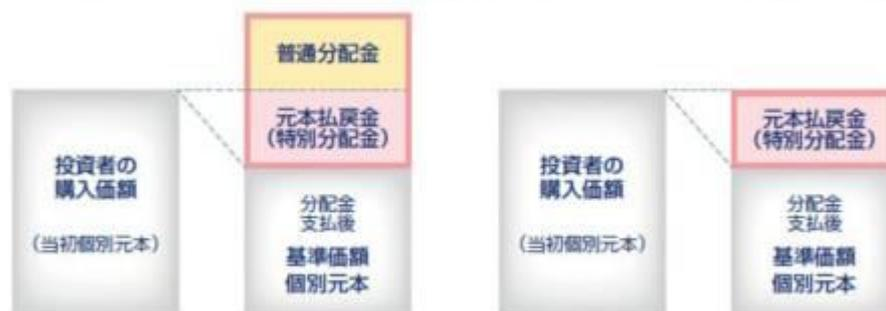 普通分配金
元本払戻金
(特別分配金)
投資者の
購入価額
(当初個別元本)
分配金
支払後
基準価額
個別元本
元本払戻金
(特別分配金)
投資者の
購入価額
(当初個別元本)
分配金
支払後
基準価額
個別元本